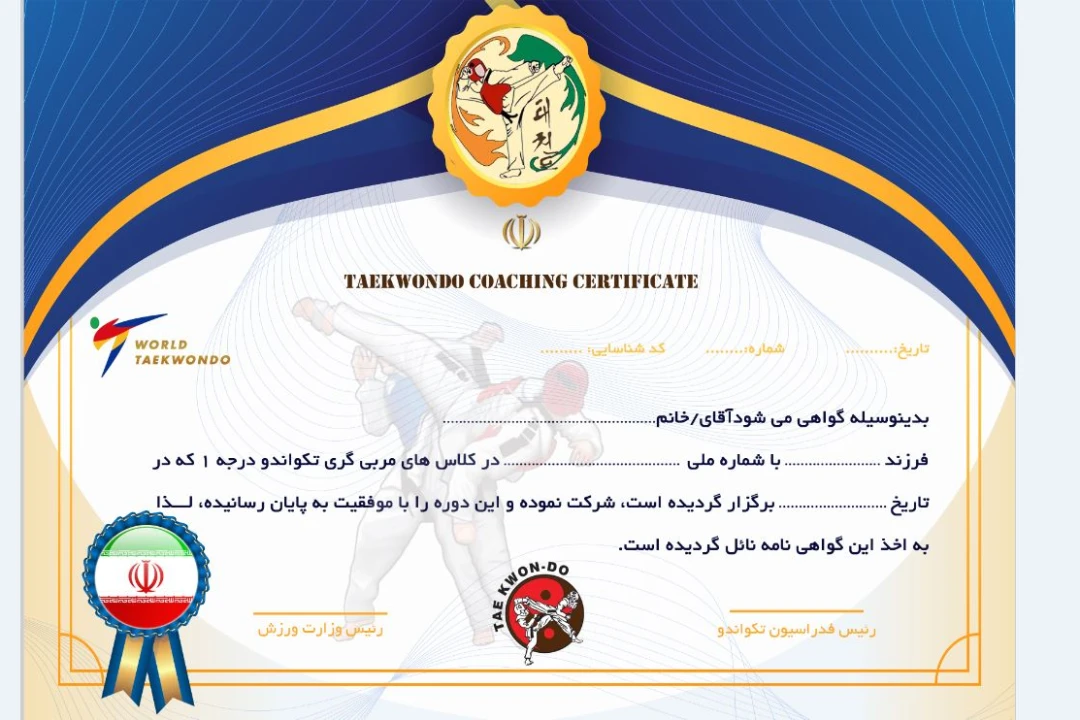 TAEKWONDO COACHING CERTIFICATE
WORLD
TAEKWONDO
تاریخ:.......... شماره:........ کد شناسایی: .........
بدینوسیله گواهی می شودآقای/خانم..............................................
فرزند ....................... با شماره ملی .......................................... در کلاس های مربی گری تکواندو درجه ۱ که در
تاریخ .......................... برگزار گردیده است، شرکت نموده و این دوره را با موفقیت به پایان رسانیده، لـــذا
به اخذ این گواهی نامه نائل گردیده است.
TAE KWON-DO
رئیس فدراسیون تکواندو
رئیس وزارت ورزش